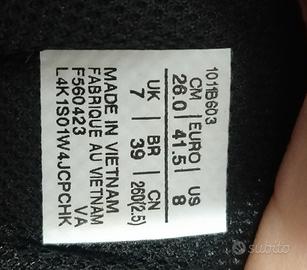 101B603
CM | EURO | US
26.0 | 41.5 | 8
UK | BR | CN
7 | 39 | 260(2.5)
MADE IN VIETNAM
FABRIQUE AU VIETNAM
F560423 VA
L4K1S01W4JCPCHK
subito